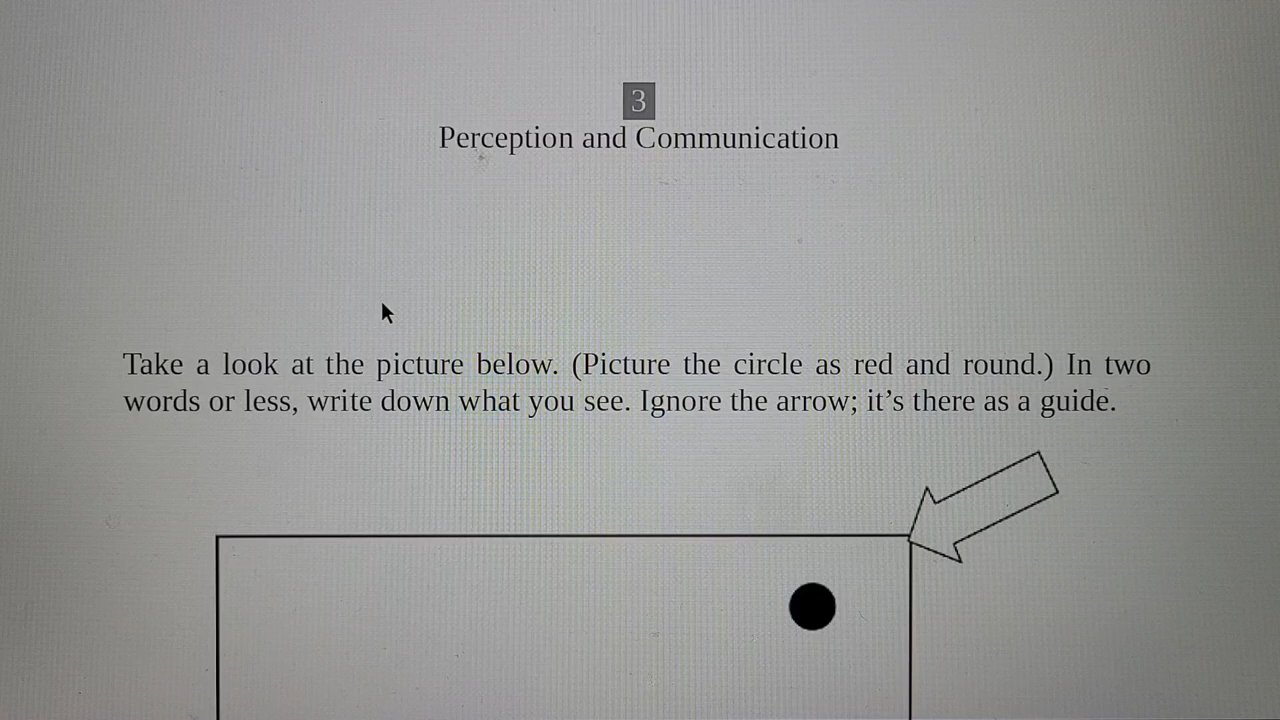 3
Perception and Communication
Take a look at the picture below. (Picture the circle as red and round.) In two
words or less, write down what you see. Ignore the arrow; it’s there as a guide.